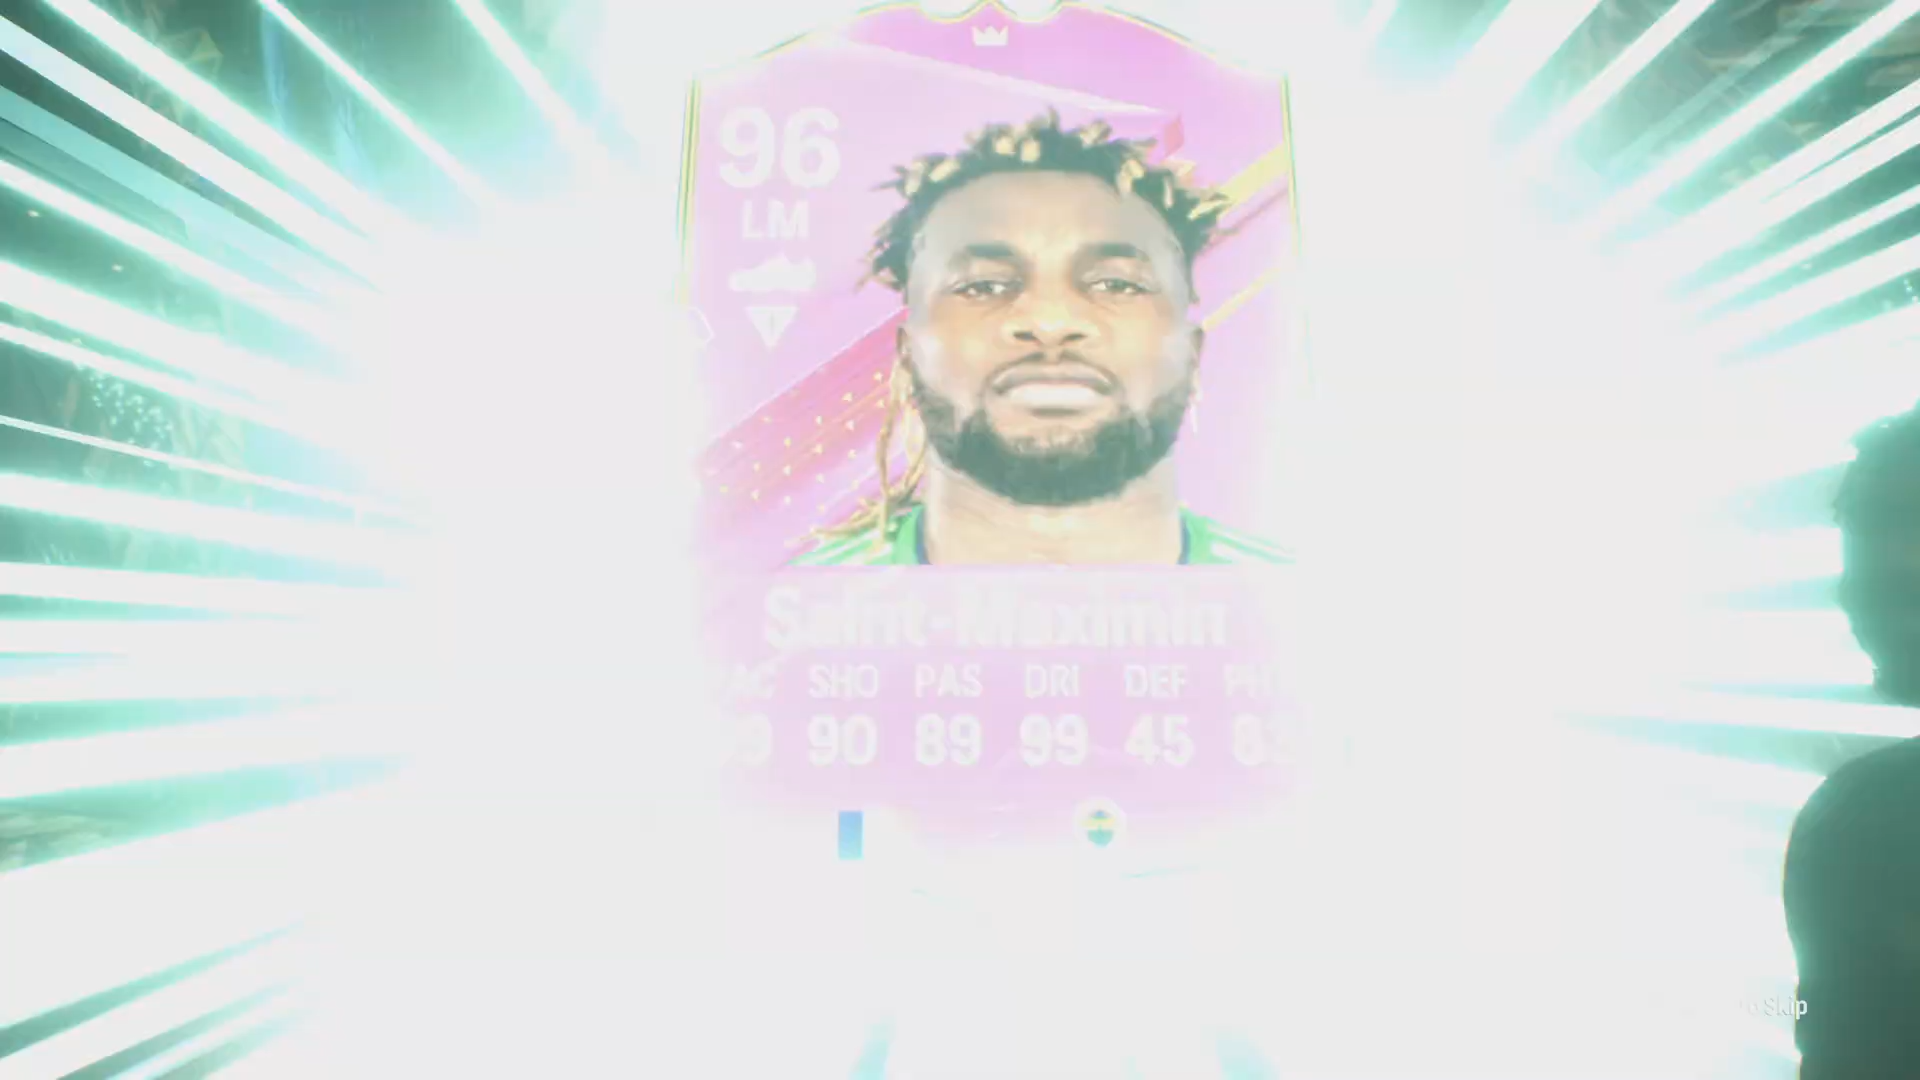 96
LM
Saint-Maximin
SHO PAS DRI DEF
90 89 99 45
Skip